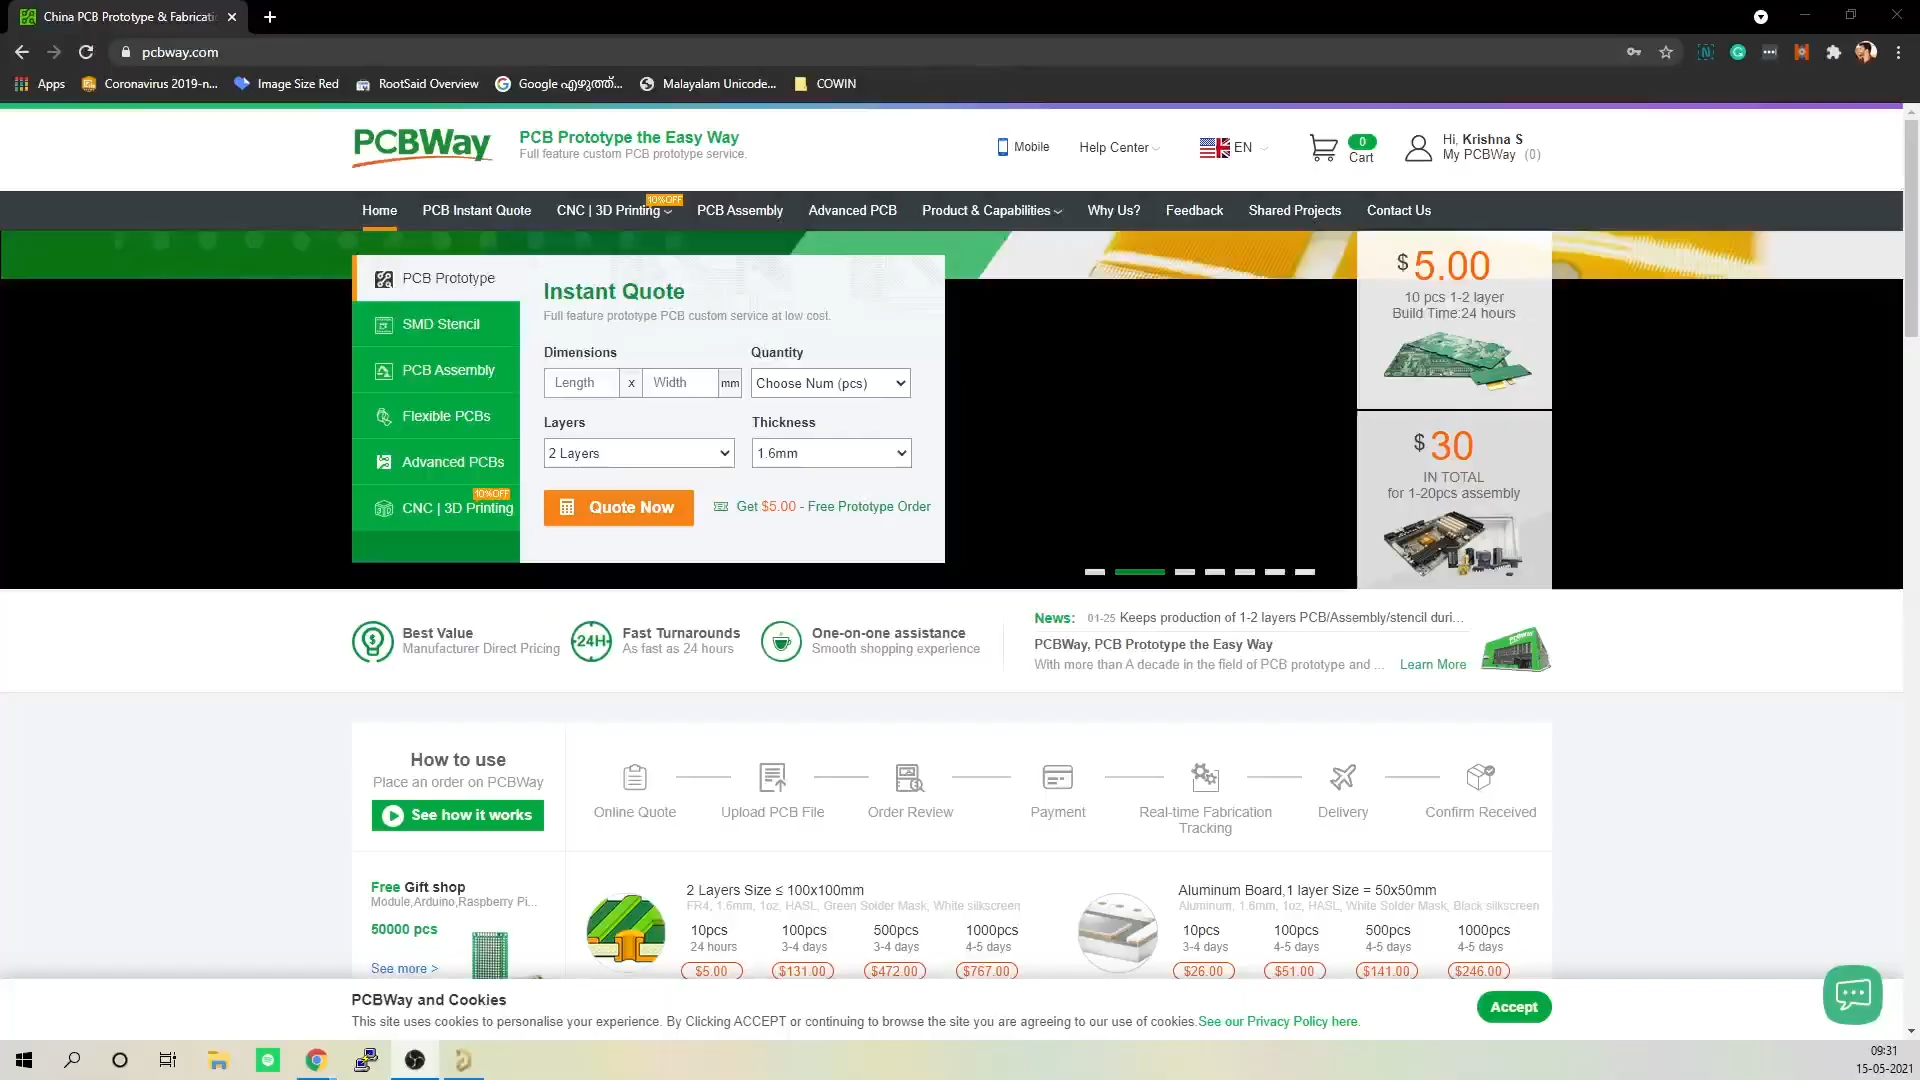 China PCB Prototype & Fabricati
pcbway.com
Apps
Coronavirus 2019-n...
Image Size Red
RootSaid Overview
Google എഴുത്ത്...
Malayalam Unicode...
COWIN
PCBWay
PCB Prototype the Easy Way
Full feature custom PCB prototype service.
Mobile
Help Center
EN
0
Cart
Hi, Krishna S
My PCBWay (0)
Home
PCB Instant Quote
CNC | 3D Printing
10%OFF
PCB Assembly
Advanced PCB
Product & Capabilities
Why Us?
Feedback
Shared Projects
Contact Us
PCB Prototype
SMD Stencil
PCB Assembly
Flexible PCBs
Advanced PCBs
10%OFF
CNC | 3D Printing
Instant Quote
Full feature prototype PCB custom service at low cost.
Dimensions
Quantity
Length
x
Width
mm
Choose Num (pcs)
Layers
Thickness
2 Layers
1.6mm
Quote Now
Get $5.00 - Free Prototype Order
$ 5.00
10 pcs 1-2 layer
Build Time:24 hours
$ 30
IN TOTAL
for 1-20pcs assembly
Best Value
Manufacturer Direct Pricing
24H
Fast Turnarounds
As fast as 24 hours
One-on-one assistance
Smooth shopping experience
News: 01-25 Keeps production of 1-2 layers PCB/Assembly/stencil duri...
PCBWay, PCB Prototype the Easy Way
With more than A decade in the field of PCB prototype and ... Learn More
How to use
Place an order on PCBWay
See how it works
Online Quote
Upload PCB File
Order Review
Payment
Real-time Fabrication
Tracking
Delivery
Confirm Received
Free Gift shop
Module,Arduino,Raspberry Pi...
50000 pcs
See more >
2 Layers Size ≤ 100x100mm
FR4, 1.6mm, 1oz, HASL, Green Solder Mask, White silkscreen
10pcs 100pcs 500pcs 1000pcs
24 hours 3-4 days 3-4 days 4-5 days
$5.00 $131.00 $472.00 $767.00
Aluminum Board,1 layer Size = 50x50mm
Aluminum, 1.6mm, 1oz, HASL, White Solder Mask, Black silkscreen
10pcs 100pcs 500pcs 1000pcs
3-4 days 4-5 days 4-5 days 4-5 days
$26.00 $51.00 $141.00 $246.00
PCBWay and Cookies
This site uses cookies to personalise your experience. By Clicking ACCEPT or continuing to browse the site you are agreeing to our use of cookies.See our Privacy Policy here.
Accept
09:31
15-05-2021